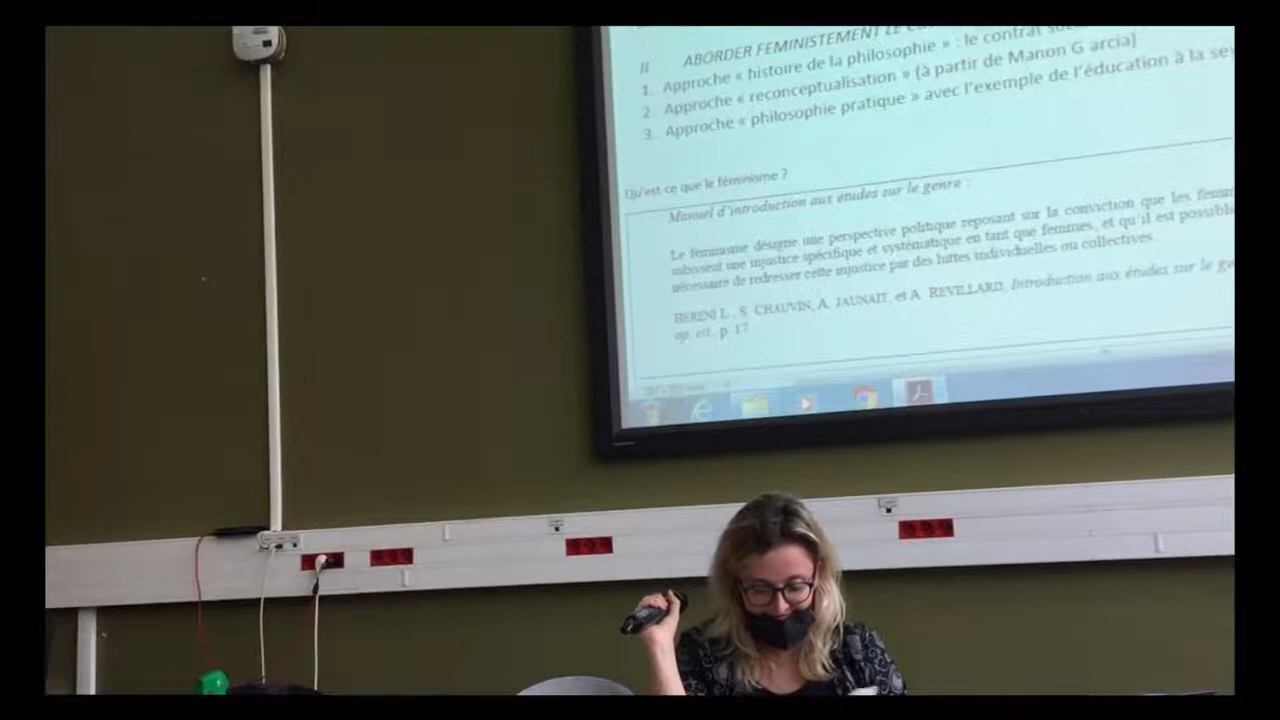 II. ABORDER FEMINISTEMENT LE
1. Approche « histoire de la philosophie » : le contrat
2. Approche « reconceptualisation » (à partir de Manon G arcia)
3. Approche « philosophie pratique » avec l'exemple de l'éducation à la
Qu'est-ce que le féminisme ?
Manuel d'introduction aux études sur le genre :
Le féminisme désigne une perspective politique reposant sur la conviction que les
subissent une injustice spécifique et systématique en tant que femmes, et qu'il est possible
nécessaire de redresser cette injustice par des luttes individuelles ou collectives.
BERENI L., S. CHAUVIN, A. JAUNAIT, et A. REVILLARD, Introduction aux études sur le
op. cit., p. 17